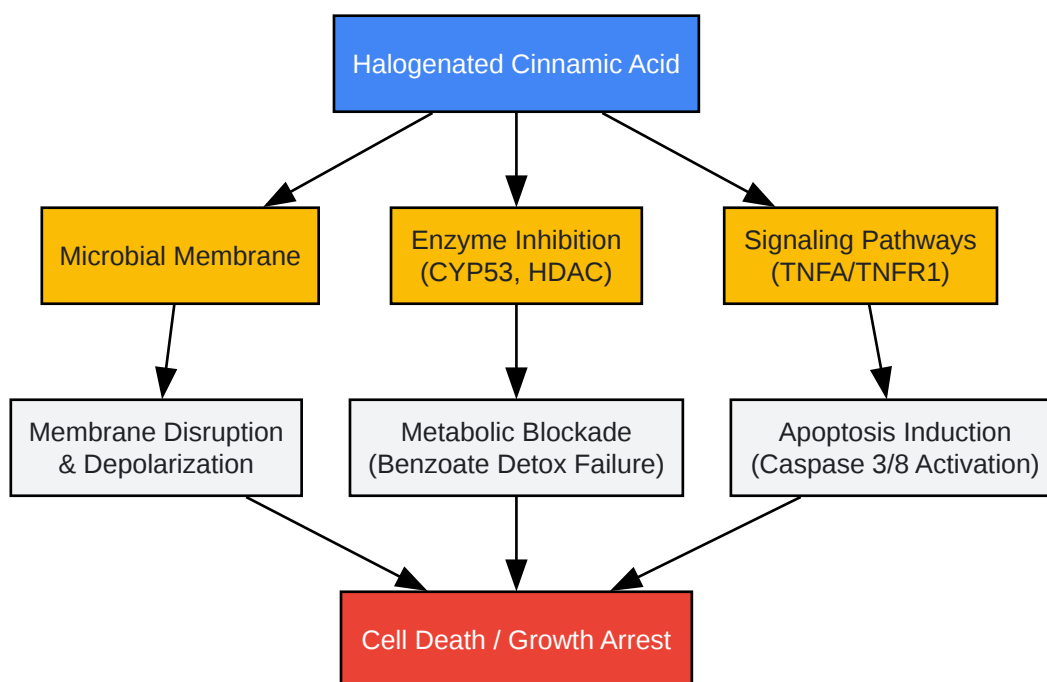 Halogenated Cinnamic Acid
Microbial Membrane
Enzyme Inhibition
(CYP53, HDAC)
Signaling Pathways
(TNFA/TNFR1)
Membrane Disruption
& Depolarization
Metabolic Blockade
(Benzoate Detox Failure)
Apoptosis Induction
(Caspase 3/8 Activation)
Cell Death / Growth Arrest